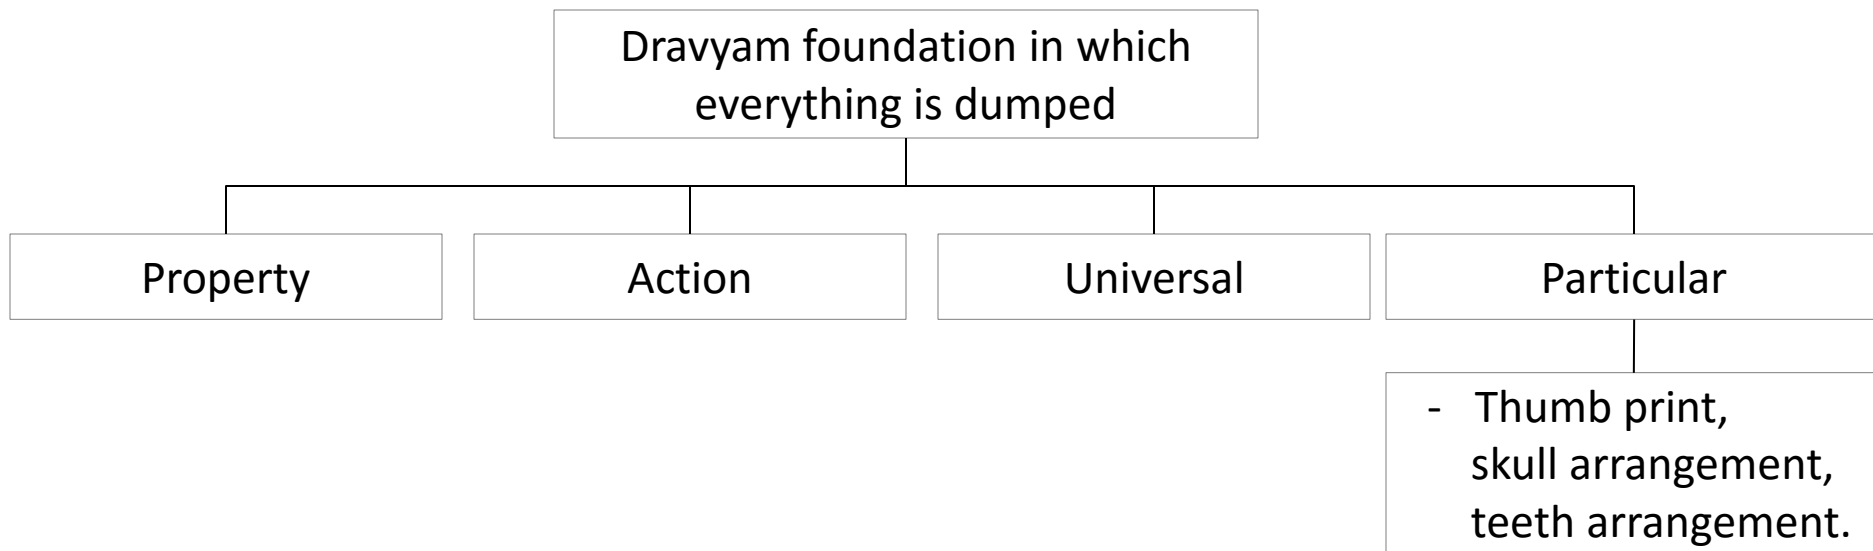 Dravyam foundation in which
everything is dumped
Property
Action
Universal
Particular
- Thumb print,
skull arrangement,
teeth arrangement.